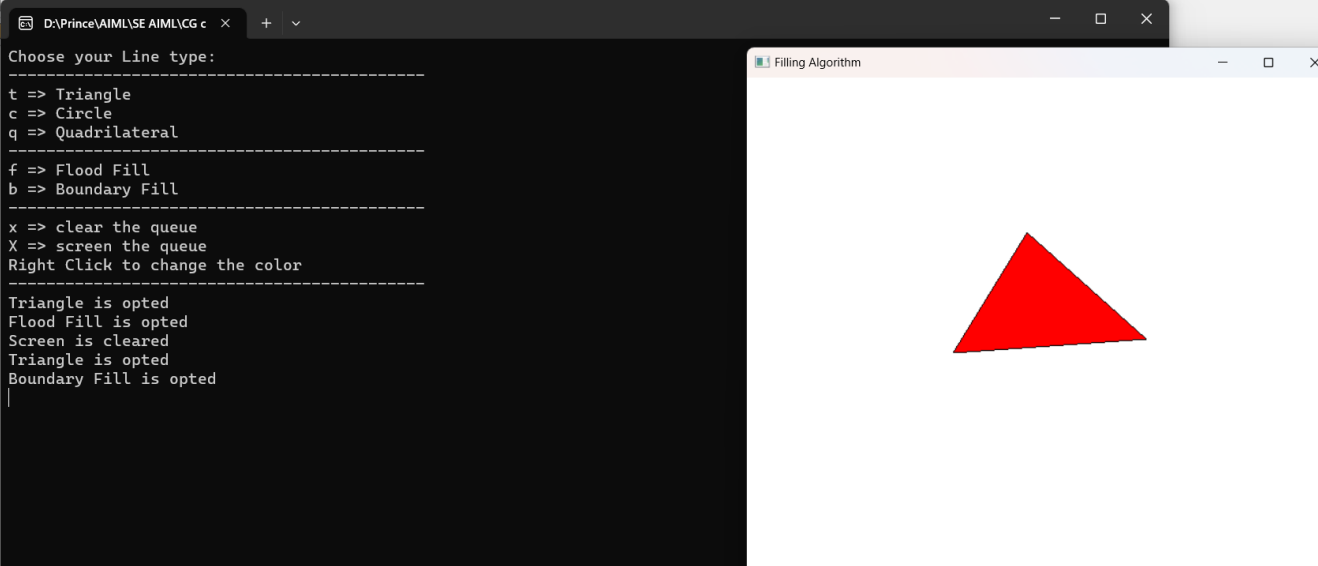 D:\Prince\AIML\SE AIML\CG c
Choose your Line type:
--------------------------------------------
t => Triangle
c => Circle
q => Quadrilateral
--------------------------------------------
f => Flood Fill
b => Boundary Fill
--------------------------------------------
x => clear the queue
X => screen the queue
Right Click to change the color
--------------------------------------------
Triangle is opted
Flood Fill is opted
Screen is cleared
Triangle is opted
Boundary Fill is opted
Filling Algorithm